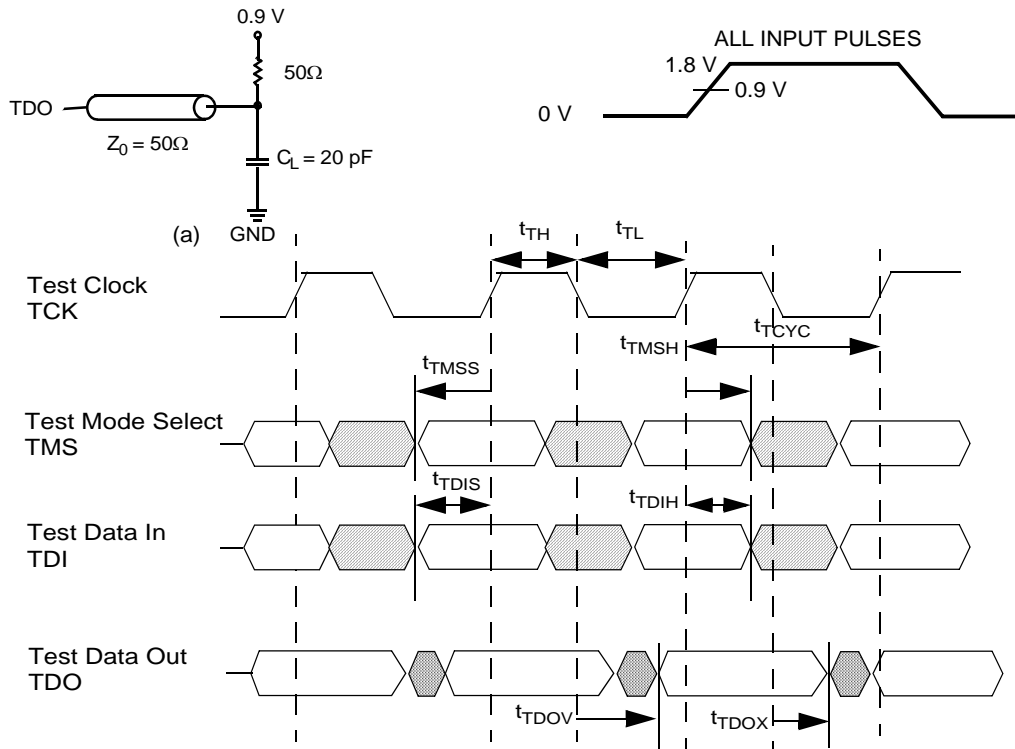 0.9 V
50Ω
TDO
Z0 = 50Ω
CL = 20 pF
(a)
GND
ALL INPUT PULSES
1.8 V
0.9 V
0 V
tTH
tTL
Test Clock
TCK
tTMSH
tTCYC
tTMSS
Test Mode Select
TMS
tTDIS
tTDIH
Test Data In
TDI
Test Data Out
TDO
tTDOV
tTDOX